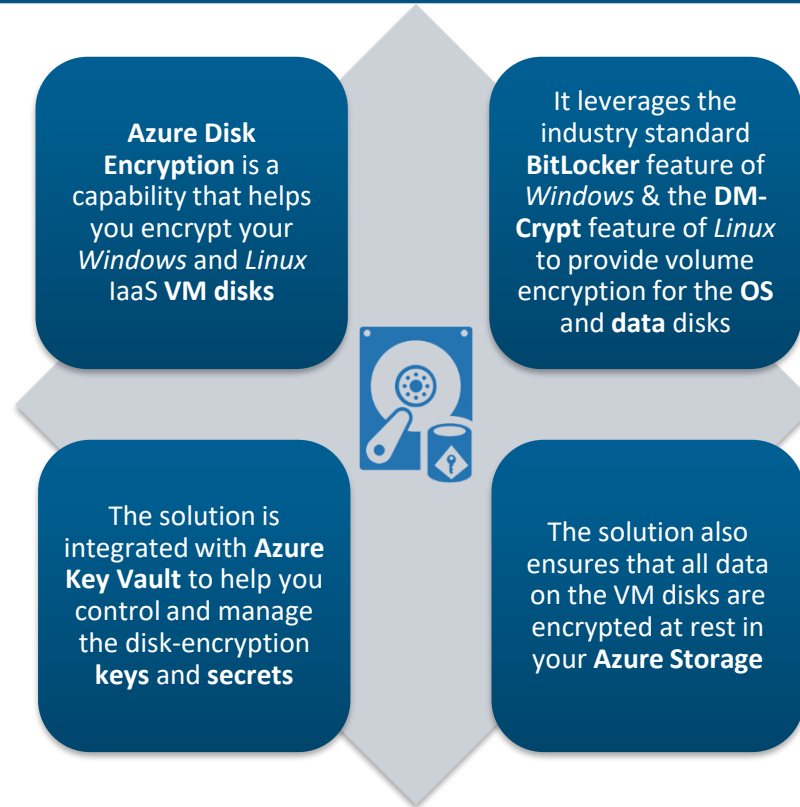 Azure Disk
Encryption is a
capability that helps
you encrypt your
Windows and Linux
IaaS VM disks
It leverages the
industry standard
BitLocker feature of
Windows & the DM-
Crypt feature of Linux
to provide volume
encryption for the OS
and data disks
The solution is
integrated with Azure
Key Vault to help you
control and manage
the disk-encryption
keys and secrets
The solution also
ensures that all data
on the VM disks are
encrypted at rest in
your Azure Storage